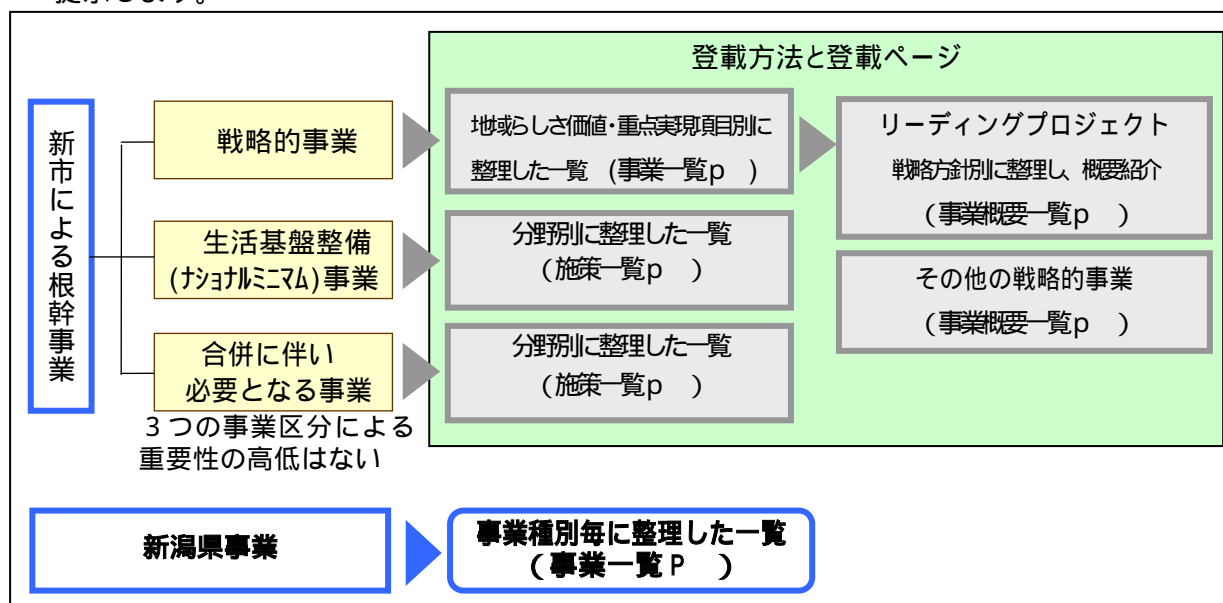 提示します。
登載方法と登載ページ
新市による根幹事業
戦略的事業
地域らしさ価値・重点実現項目別に
整理した一覧 (事業一覧p )
リーディングプロジェクト
戦略方針別に整理し、概要紹介
(事業概要一覧p )
生活基盤整備
(ナショナルミニマム)事業
分野別に整理した一覧
(施策一覧p )
その他の戦略的事業
(事業概要一覧p )
合併に伴い
必要となる事業
分野別に整理した一覧
(施策一覧p )
3つの事業区分による
重要性の高低はない
新潟県事業
事業種別毎に整理した一覧
(事業一覧P )